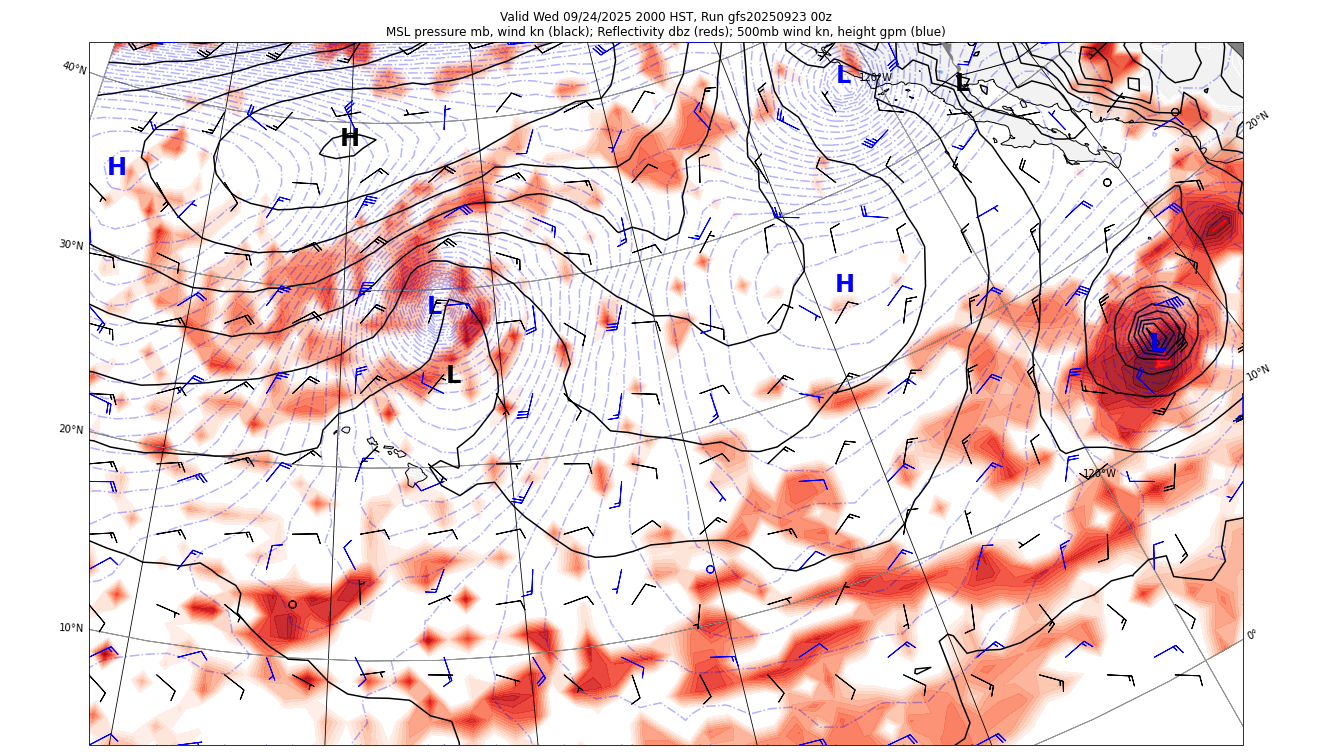 Valid Wed 09/24/2025 2000 HST, Run gfs20250923 00z
MSL pressure mb, wind kn (black); Reflectivity dbz (reds); 500mb wind kn, height gpm (blue)
40°N
L
120°W
L
20°N
H
H
30°N
H
L
L
L
10°N
20°N
120°W
10°N
0°